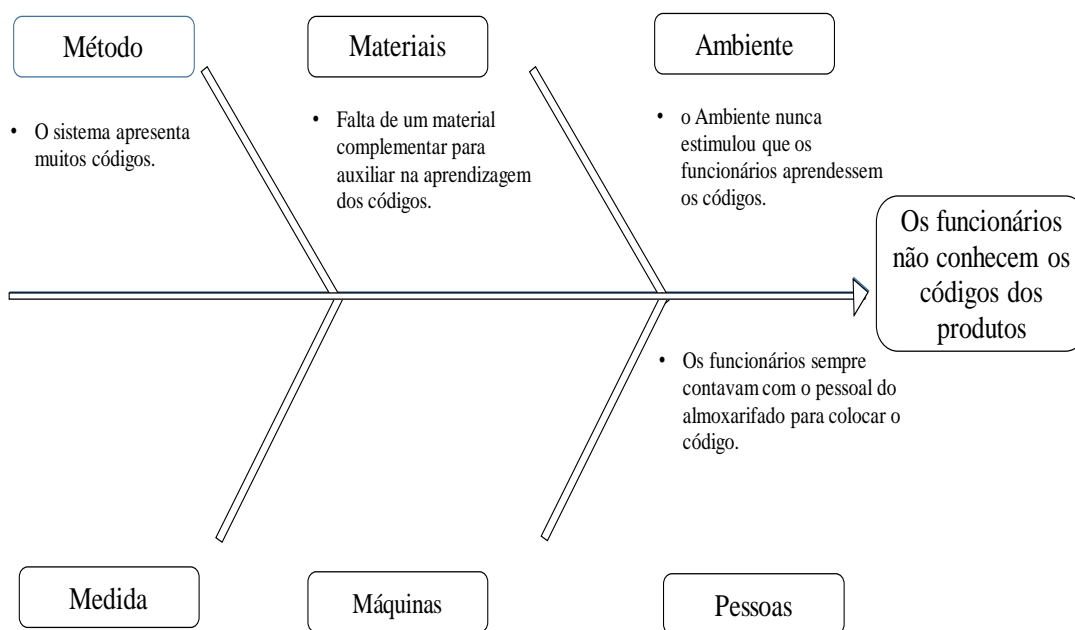 Método
Materiais
Ambiente
• O sistema apresenta
muitos códigos.
• Falta de um material
complementar para
auxiliar na aprendizagem
dos códigos.
• o Ambiente nunca
estimulou que os
funcionários aprendessem
os códigos.
Os funcionários
não conhecem os
códigos dos
produtos
• Os funcionários sempre
contavam com o pessoal do
almoxarifado para colocar o
código.
Medida
Máquinas
Pessoas